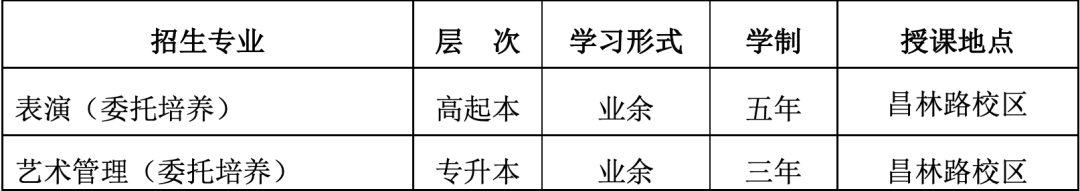 招生专业 层 次 学习形式 学制 授课地点
表演（委托培养） 高起本 业余 五年 昌林路校区
艺术管理（委托培养） 专升本 业余 三年 昌林路校区